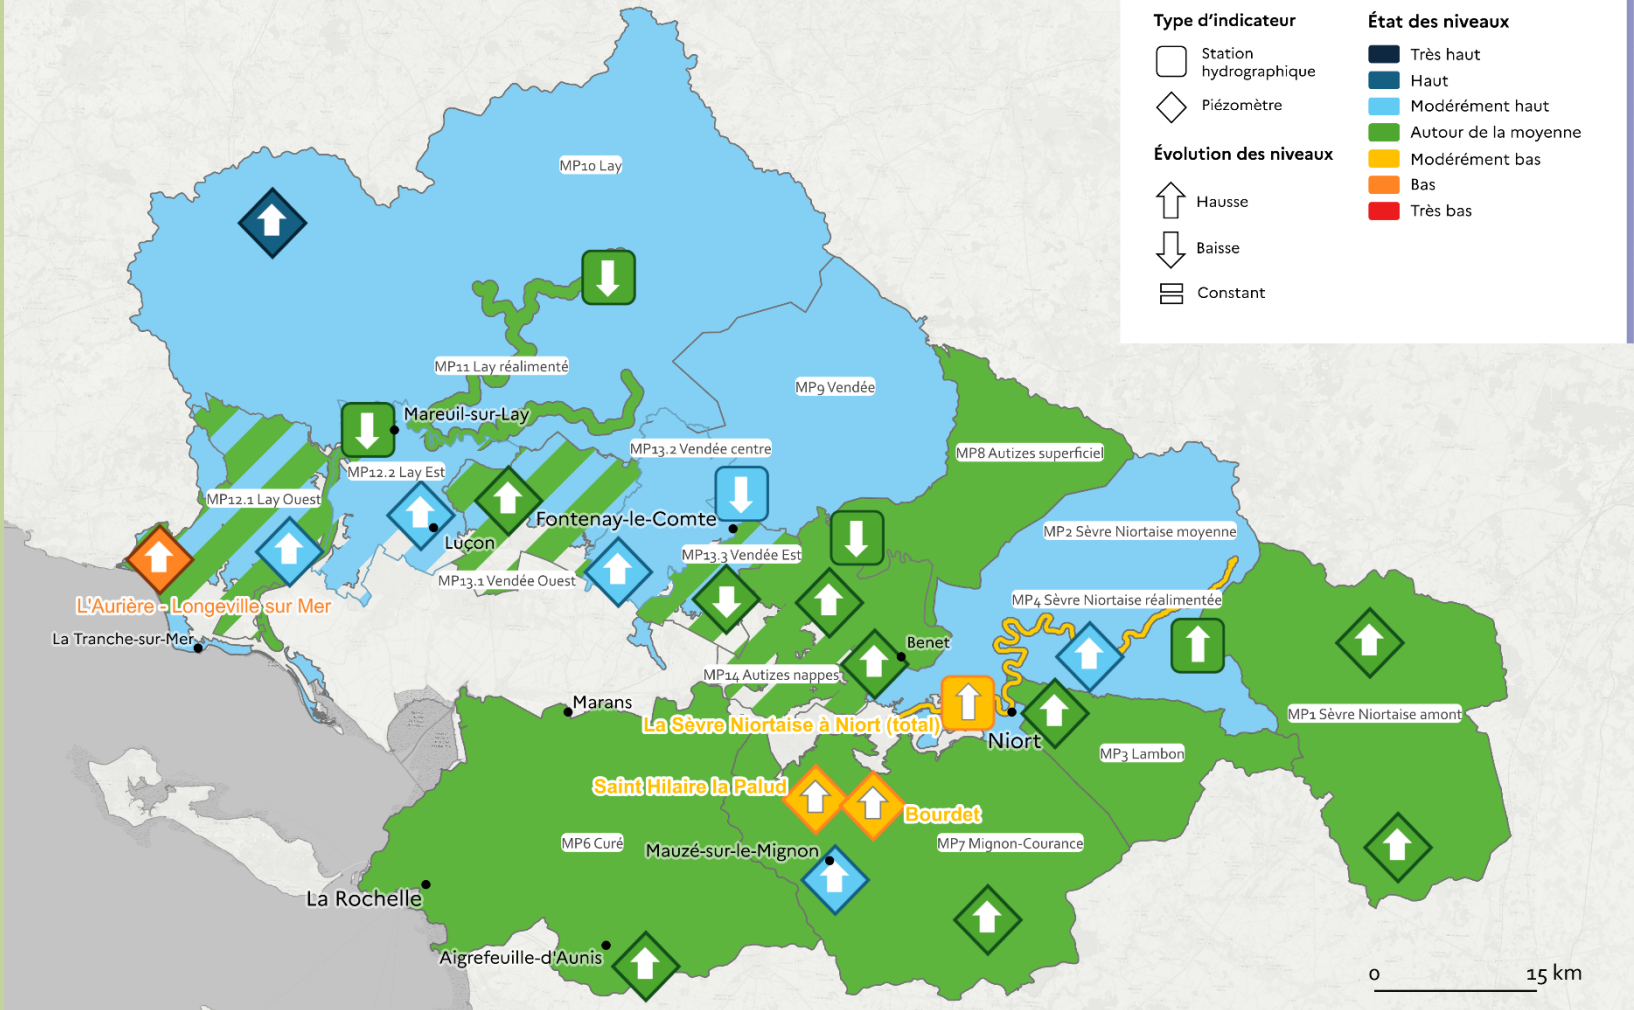 Type d'indicateur
Station
hydrographique
Piézomètre
Évolution des niveaux
Hausse
Baisse
Constant
État des niveaux
Très haut
Haut
Modérément haut
Autour de la moyenne
Modérément bas
Bas
Très bas
MP10 Lay
MP11 Lay réalimenté
MP9 Vendée
Mareuil-sur-Lay
MP13.2 Vendée centre
MP8 Autizes superficiel
MP12.2 Lay Est
MP12.1 Lay Ouest
Fontenay-le-Comte
MP2 Sèvre Niortaise moyenne
Luçon
MP13.3 Vendée Est
MP13.1 Vendée Ouest
MP4 Sèvre Niortaise réalimentée
L'Aurière - Longeville sur Mer
La Tranche-sur-Mer
Benet
MP14 Autizes nappes
Marans
La Sèvre Niortaise à Niort (total)
MP1 Sèvre Niortaise amont
Niort
MP3 Lambon
Saint Hilaire la Palud
Bourdet
MP6 Curé
Mauzé-sur-le-Mignon
MP7 Mignon-Courance
La Rochelle
Aigrefeuille-d'Aunis
0 15 km